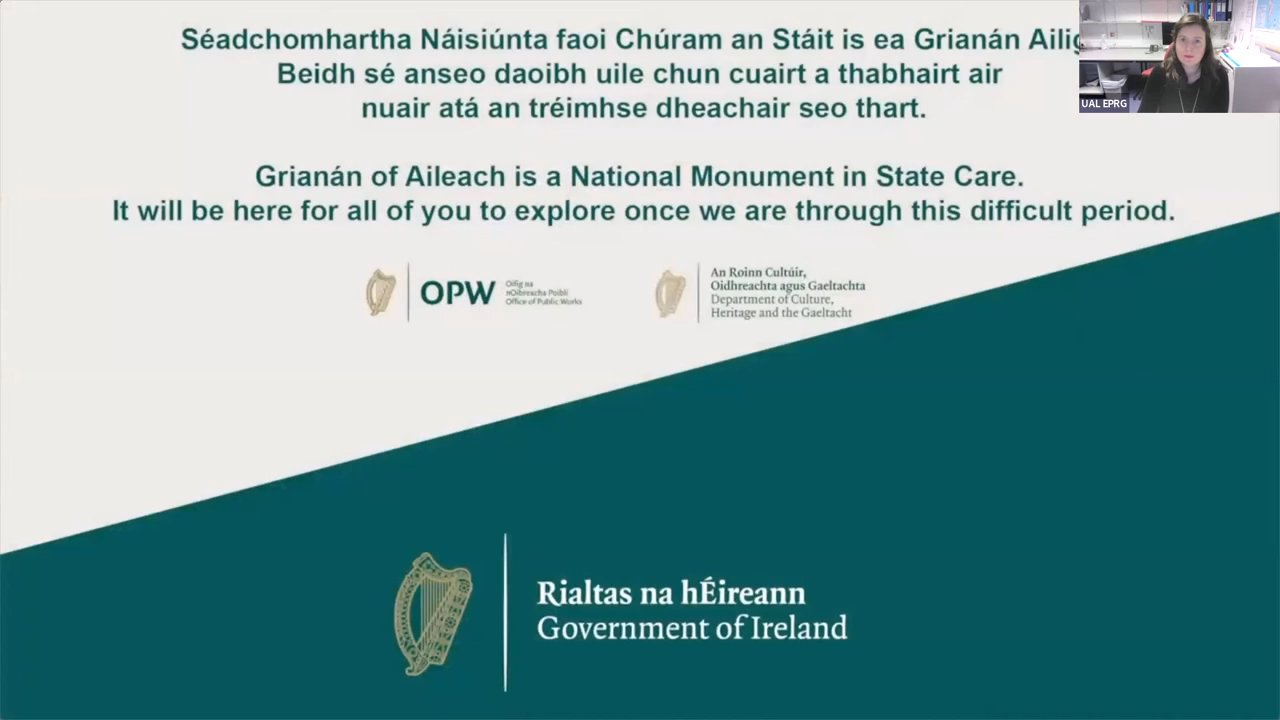 Séadchomhartha Náisiúnta faoi Chúram an Stáit is ea Grianán
Beidh sé anseo daoibh uile chun cuairt a thabhairt air
nuair atá an tréimhse dheachair seo thart.
Grianán of Aileach is a National Monument in State Care.
It will be here for all of you to explore once we are through this difficult period.
OPW
Oifig na
nOibreacha Poiblí
Office of Public Works
An Roinn Cultúir,
Oidhreachta agus Gaeltachta
Department of Culture,
Heritage and the Gaeltacht
Rialtas na hÉireann
Government of Ireland
UAL EPRG